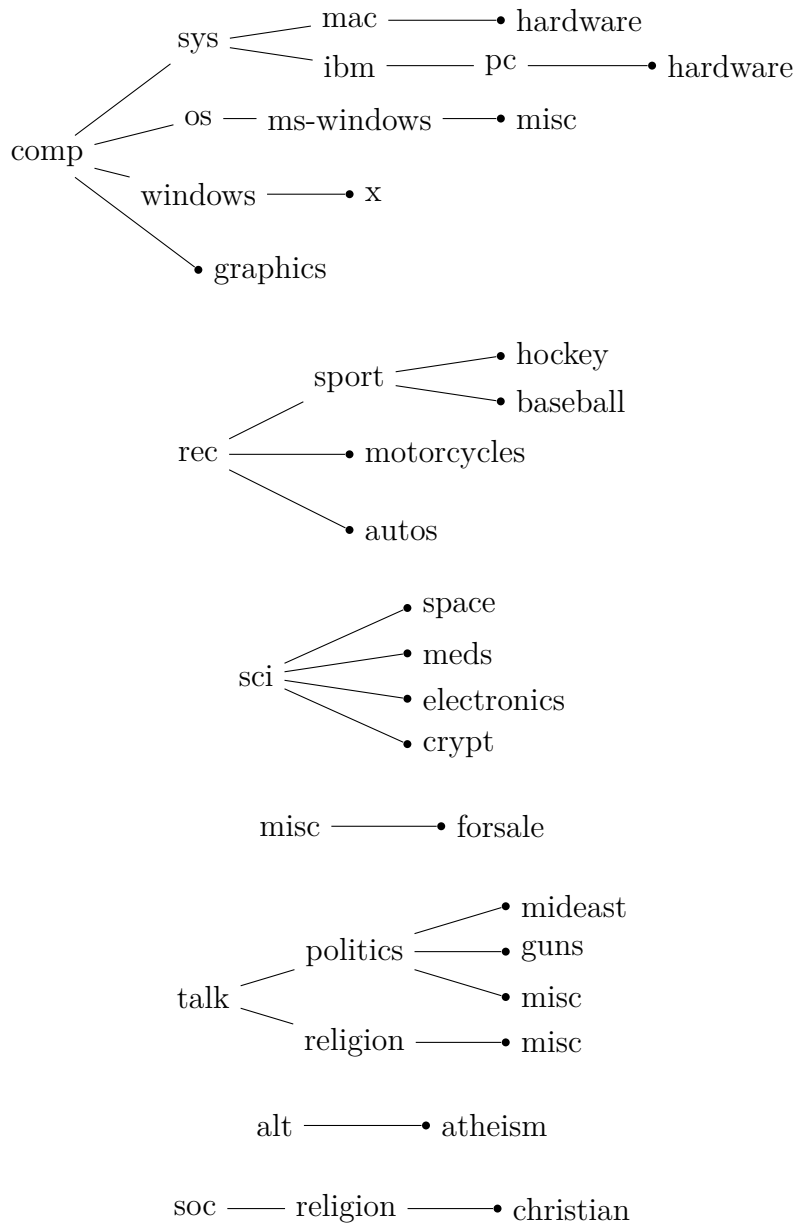 mac hardware
sys
ibm pc hardware
os ms-windows misc
comp
windows x
graphics
hockey
sport
baseball
rec motorcycles
autos
space
meds
sci
electronics
crypt
misc forsale
mideast
politics guns
talk misc
religion misc
alt atheism
soc religion christian